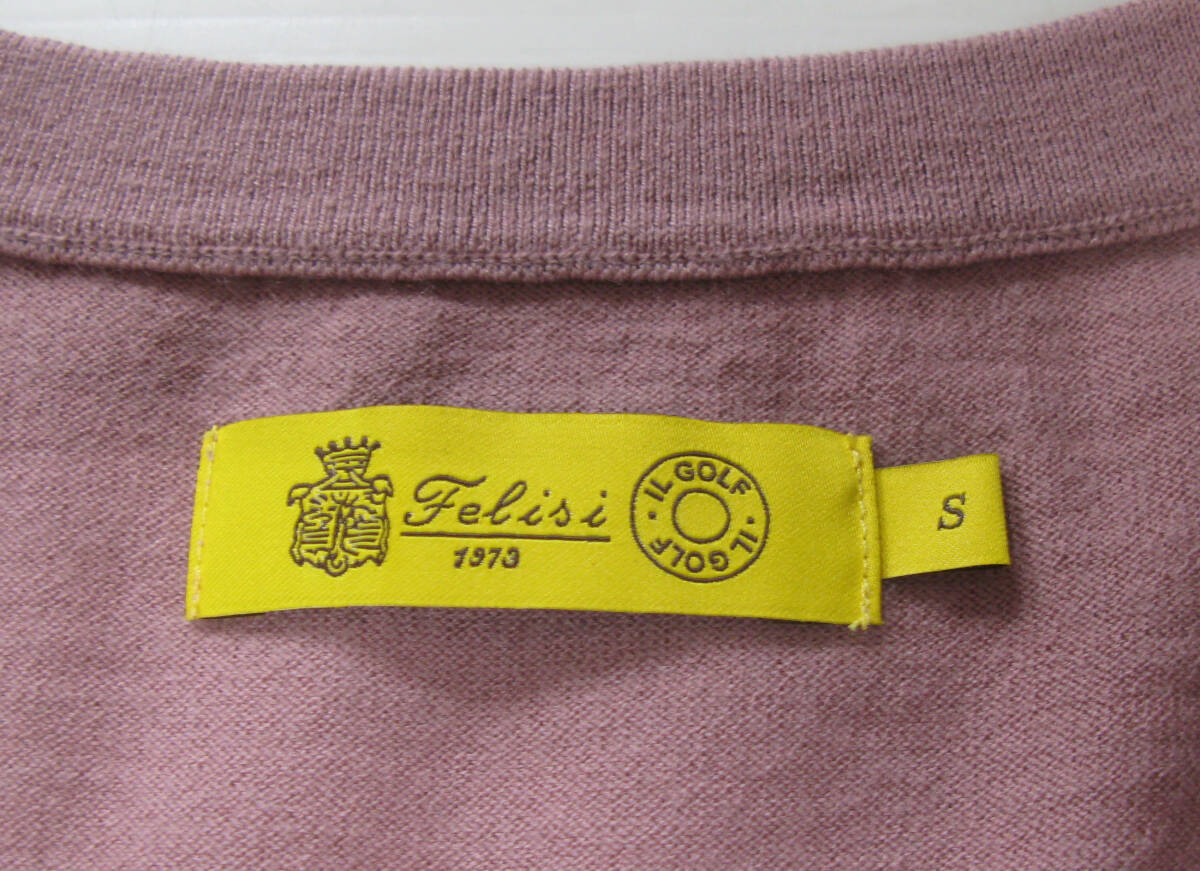 Felisi
1973
IL GOLF · IL GOLF ·
S